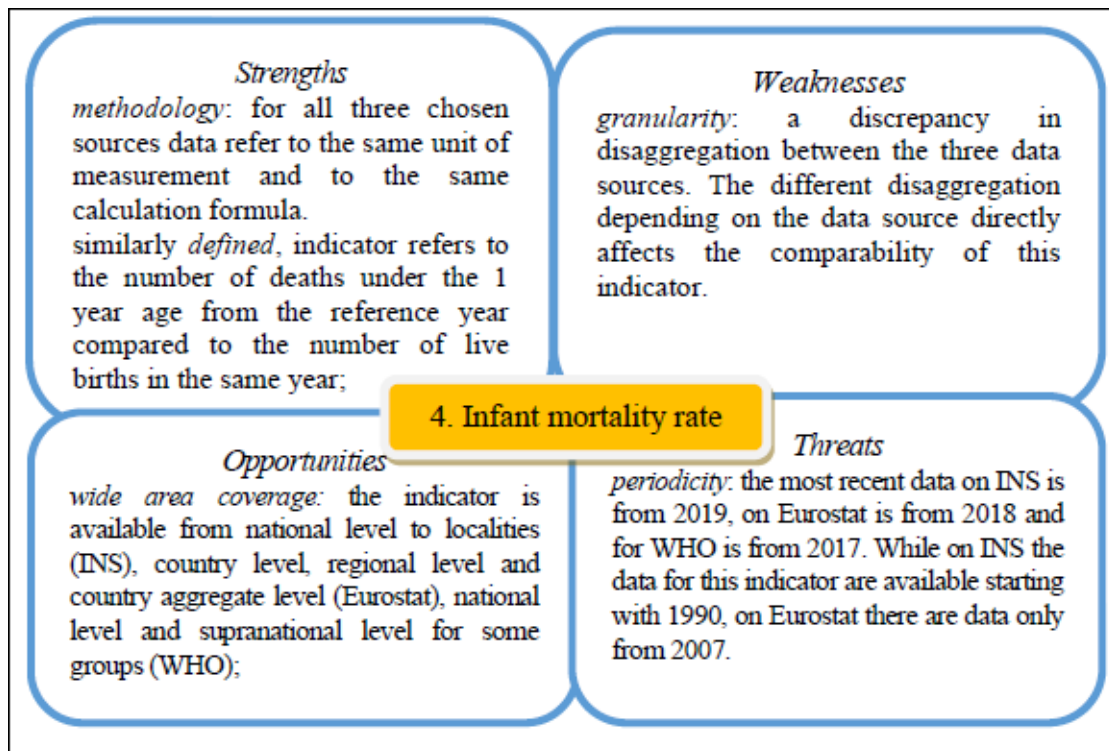 Strengths
methodology: for all three chosen
sources data refer to the same unit of
measurement and to the same
calculation formula.
similarly defined, indicator refers to
the number of deaths under the 1
year age from the reference year
compared to the number of live
births in the same year;
Weaknesses
granularity: a discrepancy in
disaggregation between the three data
sources. The different disaggregation
depending on the data source directly
affects the comparability of this
indicator.
4. Infant mortality rate
Opportunities
wide area coverage: the indicator is
available from national level to localities
(INS), country level, regional level and
country aggregate level (Eurostat), national
level and supranational level for some
groups (WHO);
Threats
periodicity: the most recent data on INS is
from 2019, on Eurostat is from 2018 and
for WHO is from 2017. While on INS the
data for this indicator are available starting
with 1990, on Eurostat there are data only
from 2007.